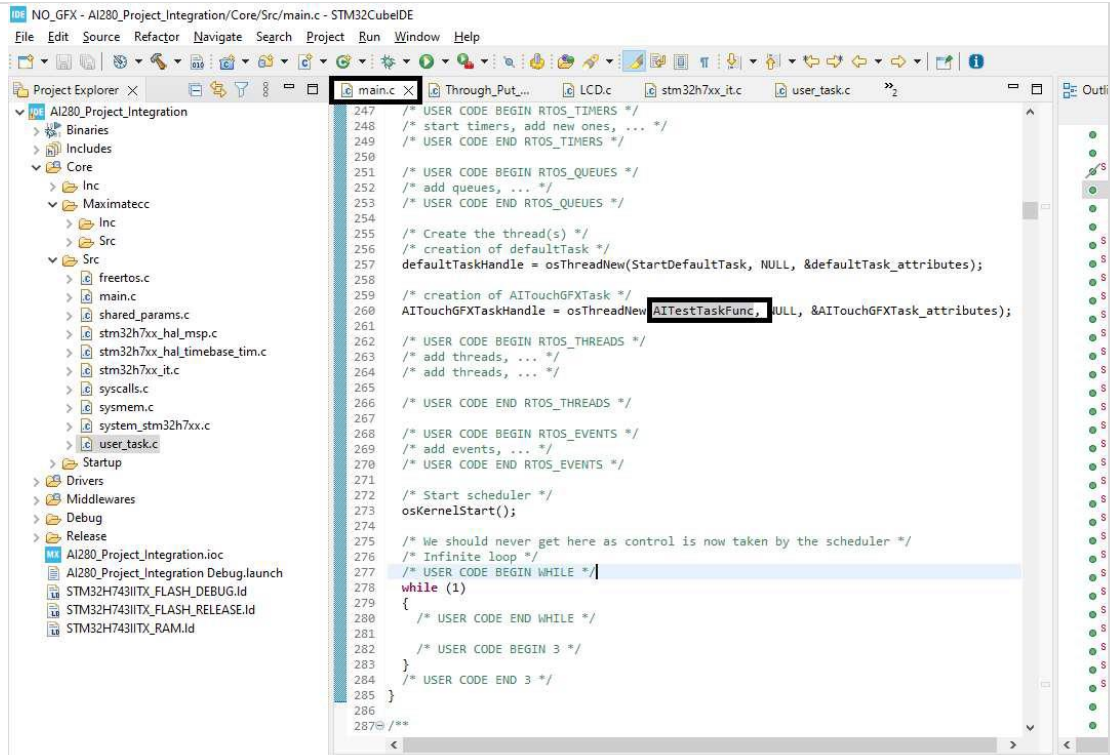 IDE NO_GFX - AI280_Project_Integration/Core/Src/main.c - STM32CubeIDE
File Edit Source Refactor Navigate Search Project Run Window Help
Project Explorer
main.c Through_Put_... LCD.c stm32h7xx_it.c user_task.c »2
Outli
AI280_Project_Integration
Binaries
Includes
Core
Inc
Maximatecc
Inc
Src
Src
freertos.c
main.c
shared_params.c
stm32h7xx_hal_msp.c
stm32h7xx_hal_timebase_tim.c
stm32h7xx_it.c
syscalls.c
sysmem.c
system_stm32h7xx.c
user_task.c
Startup
Drivers
Middlewares
Debug
Release
MX AI280_Project_Integration.ioc
AI280_Project_Integration Debug.launch
STM32H743IITX_FLASH_DEBUG.ld
STM32H743IITX_FLASH_RELEASE.ld
STM32H743IITX_RAM.ld
247 /* USER CODE BEGIN RTOS_TIMERS */
248 /* start timers, add new ones, ... */
249 /* USER CODE END RTOS_TIMERS */
250
251 /* USER CODE BEGIN RTOS_QUEUES */
252 /* add queues, ... */
253 /* USER CODE END RTOS_QUEUES */
254
255 /* Create the thread(s) */
256 /* creation of defaultTask */
257 defaultTaskHandle = osThreadNew(StartDefaultTask, NULL, &defaultTask_attributes);
258
259 /* creation of AITouchGFXTask */
260 AITouchGFXTaskHandle = osThreadNew AITestTaskFunc, NULL, &AITouchGFXTask_attributes);
261
262 /* USER CODE BEGIN RTOS_THREADS */
263 /* add threads, ... */
264 /* add threads, ... */
265
266 /* USER CODE END RTOS_THREADS */
267
268 /* USER CODE BEGIN RTOS_EVENTS */
269 /* add events, ... */
270 /* USER CODE END RTOS_EVENTS */
271
272 /* Start scheduler */
273 osKernelStart();
274
275 /* We should never get here as control is now taken by the scheduler */
276 /* Infinite loop */
277 /* USER CODE BEGIN WHILE */
278 while (1)
279 {
280 /* USER CODE END WHILE */
281
282 /* USER CODE BEGIN 3 */
283 }
284 /* USER CODE END 3 */
285 }
286
287 /**